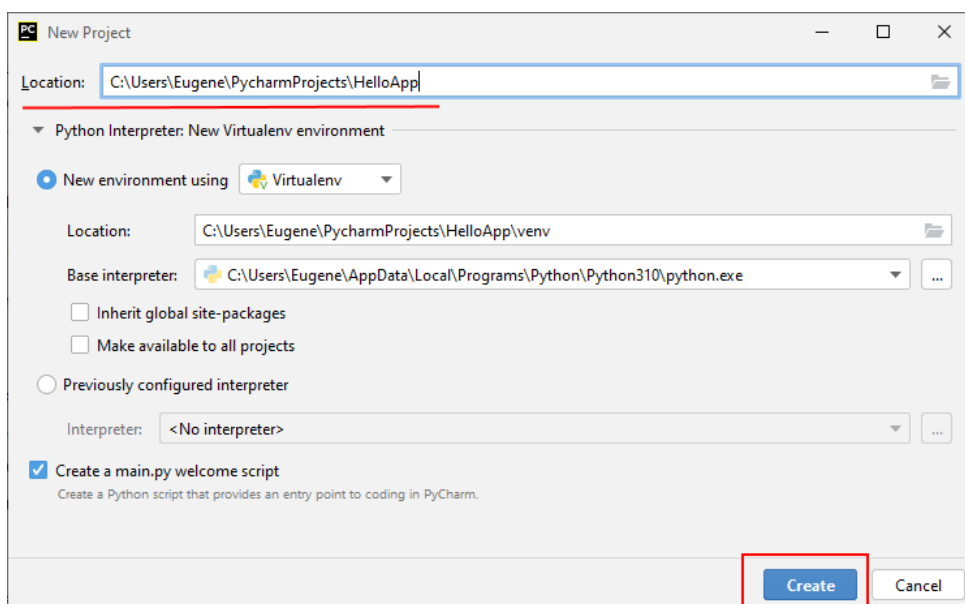 PC New Project
Location: C:\Users\Eugene\PycharmProjects\HelloApp
Python Interpreter: New Virtualenv environment
New environment using Virtualenv
Location: C:\Users\Eugene\PycharmProjects\HelloApp\venv
Base interpreter: C:\Users\Eugene\AppData\Local\Programs\Python\Python310\python.exe ...
Inherit global site-packages
Make available to all projects
Previously configured interpreter
Interpreter: <No interpreter> ...
Create a main.py welcome script
Create a Python script that provides an entry point to coding in PyCharm.
Create Cancel